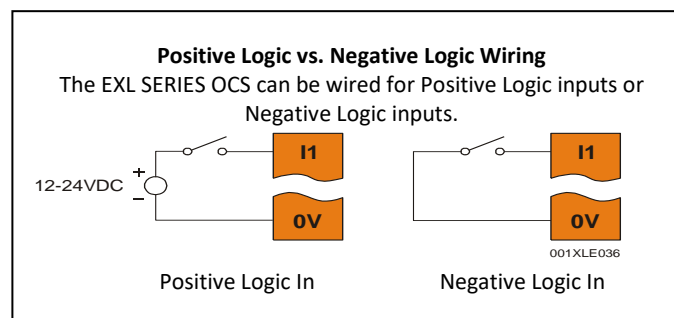 Positive Logic vs. Negative Logic Wiring
The EXL SERIES OCS can be wired for Positive Logic inputs or
Negative Logic inputs.
I1
12-24VDC
+
–
0V
Positive Logic In
I1
0V
001XLE036
Negative Logic In